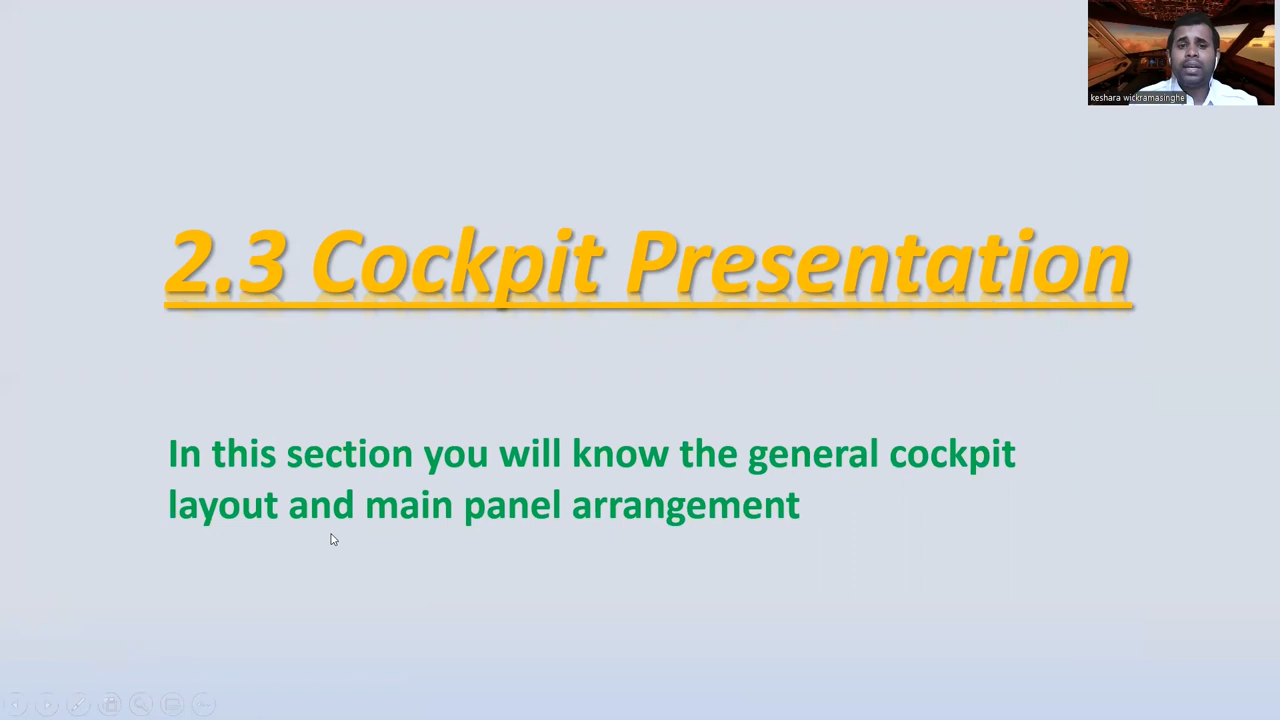 keshara wickramasinghe
2.3 Cockpit Presentation
In this section you will know the general cockpit
layout and main panel arrangement